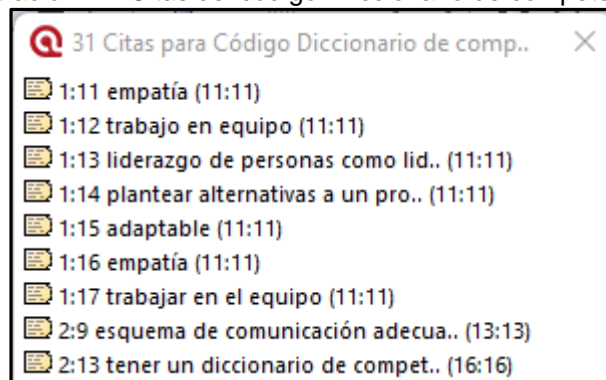 31 Citas para Código Diccionario de comp..
1:11 empatía (11:11)
1:12 trabajo en equipo (11:11)
1:13 liderazgo de personas como lid.. (11:11)
1:14 plantear alternativas a un pro.. (11:11)
1:15 adaptable (11:11)
1:16 empatía (11:11)
1:17 trabajar en el equipo (11:11)
2:9 esquema de comunicación adecua.. (13:13)
2:13 tener un diccionario de compet.. (16:16)